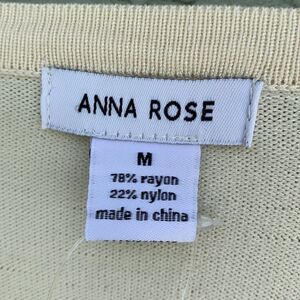 ANNA ROSE
M
78% rayon
22% nylon
made in china